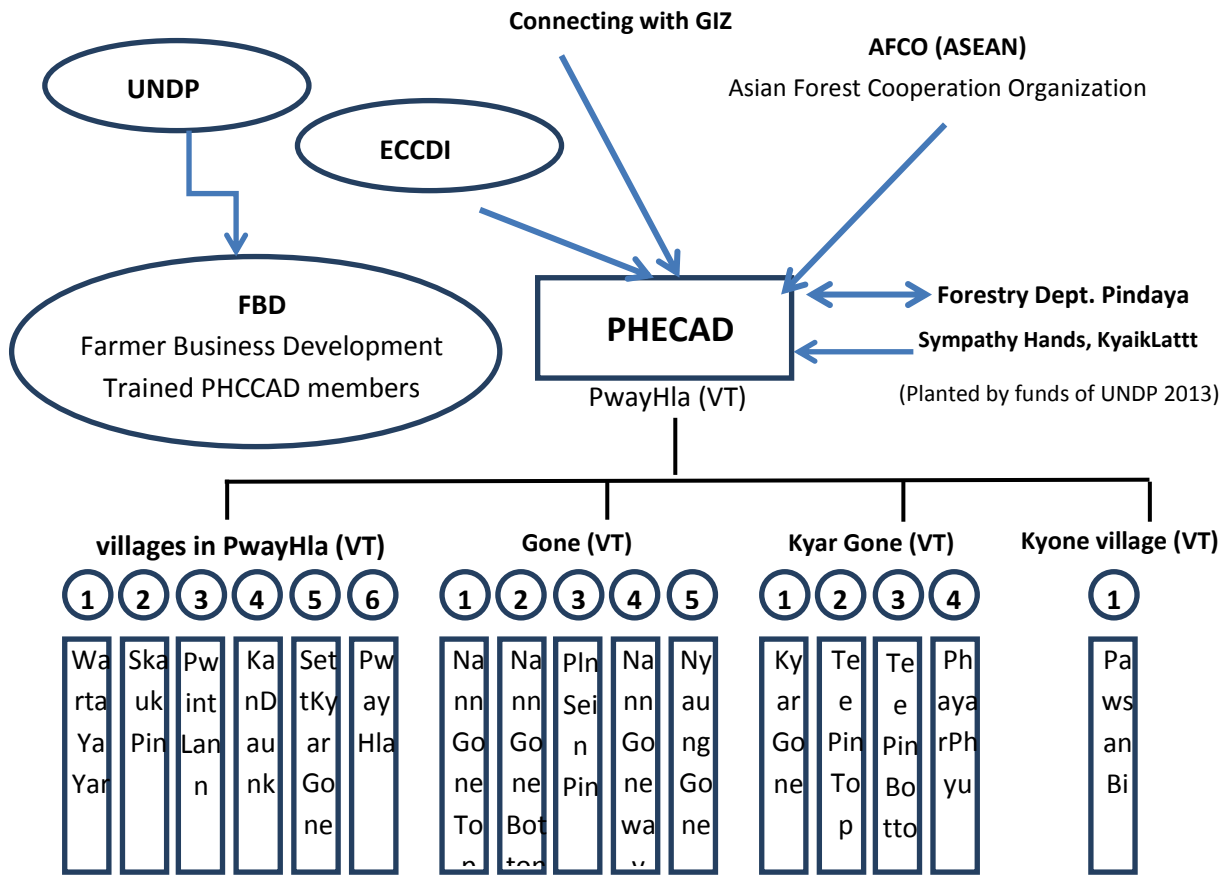 Connecting with GIZ
AFCO (ASEAN)
Asian Forest Cooperation Organization
UNDP
ECCDI
FBD
Farmer Business Development
Trained PHCCAD members
PHECAD
PwayHla (VT)
Forestry Dept. Pindaya
Sympathy Hands, KyaikLattt
(Planted by funds of UNDP 2013)
villages in PwayHla (VT)
1
2
3
4
5
6
Wa
rta
Ya
Yar
Ska
uk
Pin
Pw
int
Lan
n
Ka
nD
au
nk
Set
tKy
ar
Go
ne
Pw
ay
Hla
Gone (VT)
1
2
3
4
5
Na
nn
Go
ne
To
p
Na
nn
Go
ne
Bot
Pln
Sei
n
Pin
Na
nn
Go
ne
wa
y
Ny
au
ng
Go
ne
Kyar Gone (VT)
1
2
3
4
Ky
ar
Go
ne
Te
e
Pin
To
p
Te
e
Pin
Bo
tto
Ph
aya
rPh
yu
Kyone village (VT)
1
Pa
ws
an
Bi